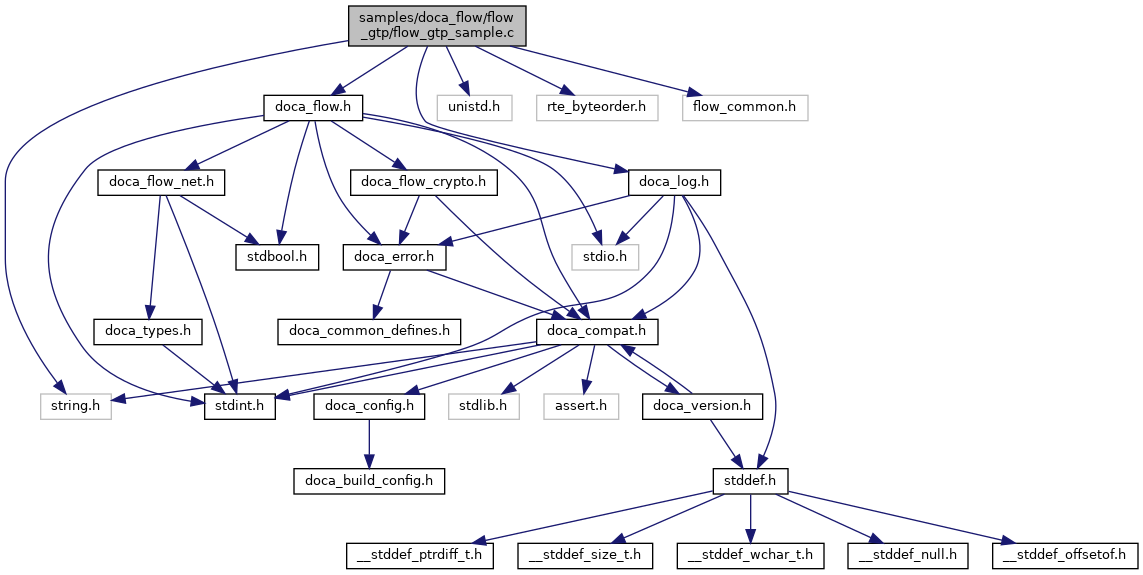 samples/doca_flow/flow
_gtp/flow_gtp_sample.c
doca_flow.h
unistd.h
rte_byteorder.h
flow_common.h
doca_flow_net.h
doca_flow_crypto.h
doca_log.h
stdbool.h
doca_error.h
stdio.h
doca_types.h
doca_common_defines.h
doca_compat.h
string.h
stdint.h
doca_config.h
stdlib.h
assert.h
doca_version.h
doca_build_config.h
stddef.h
__stddef_ptrdiff_t.h
__stddef_size_t.h
__stddef_wchar_t.h
__stddef_null.h
__stddef_offsetof.h